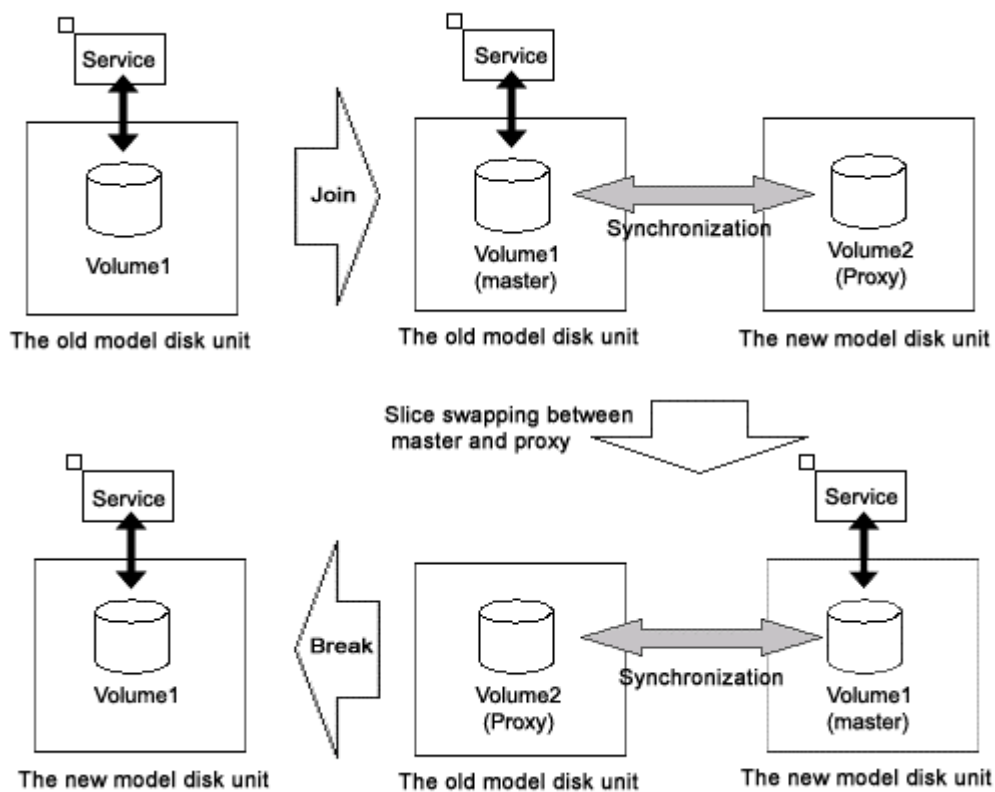 Service
Volume1
The old model disk unit
Join
Service
Volume1
(master)
The old model disk unit
Synchronization
Volume2
(Proxy)
The new model disk unit
Slice swapping between
master and proxy
Service
Volume1
(master)
The new model disk unit
Synchronization
Volume2
(Proxy)
The old model disk unit
Break
Service
Volume1
The new model disk unit